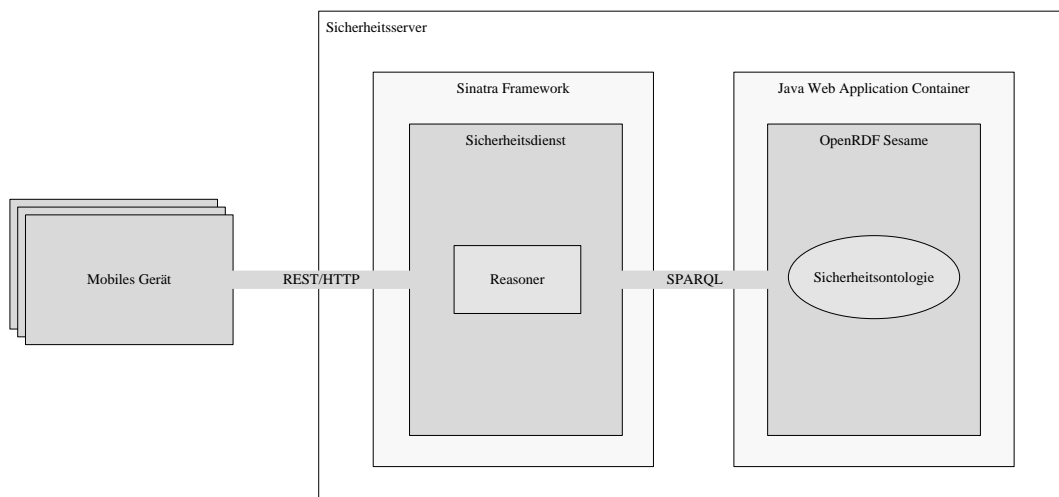 Sicherheitsserver
Sinatra Framework
Java Web Application Container
Sicherheitsdienst
OpenRDF Sesame
Mobiles Gerät
REST/HTTP
Reasoner
SPARQL
Sicherheitsontologie